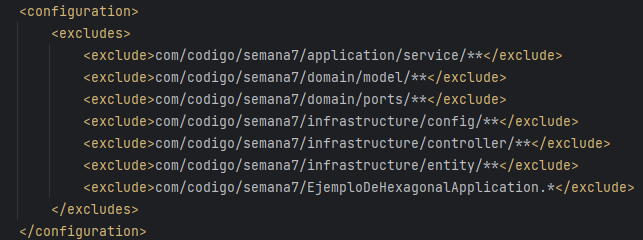 <configuration>
<excludes>
<exclude>com/codigo/semana7/application/service/**</exclude>
<exclude>com/codigo/semana7/domain/model/**</exclude>
<exclude>com/codigo/semana7/domain/ports/**</exclude>
<exclude>com/codigo/semana7/infrastructure/config/**</exclude>
<exclude>com/codigo/semana7/infrastructure/controller/**</exclude>
<exclude>com/codigo/semana7/infrastructure/entity/**</exclude>
<exclude>com/codigo/semana7/EjemploDeHexagonalApplication.*</exclude>
</excludes>
</configuration>